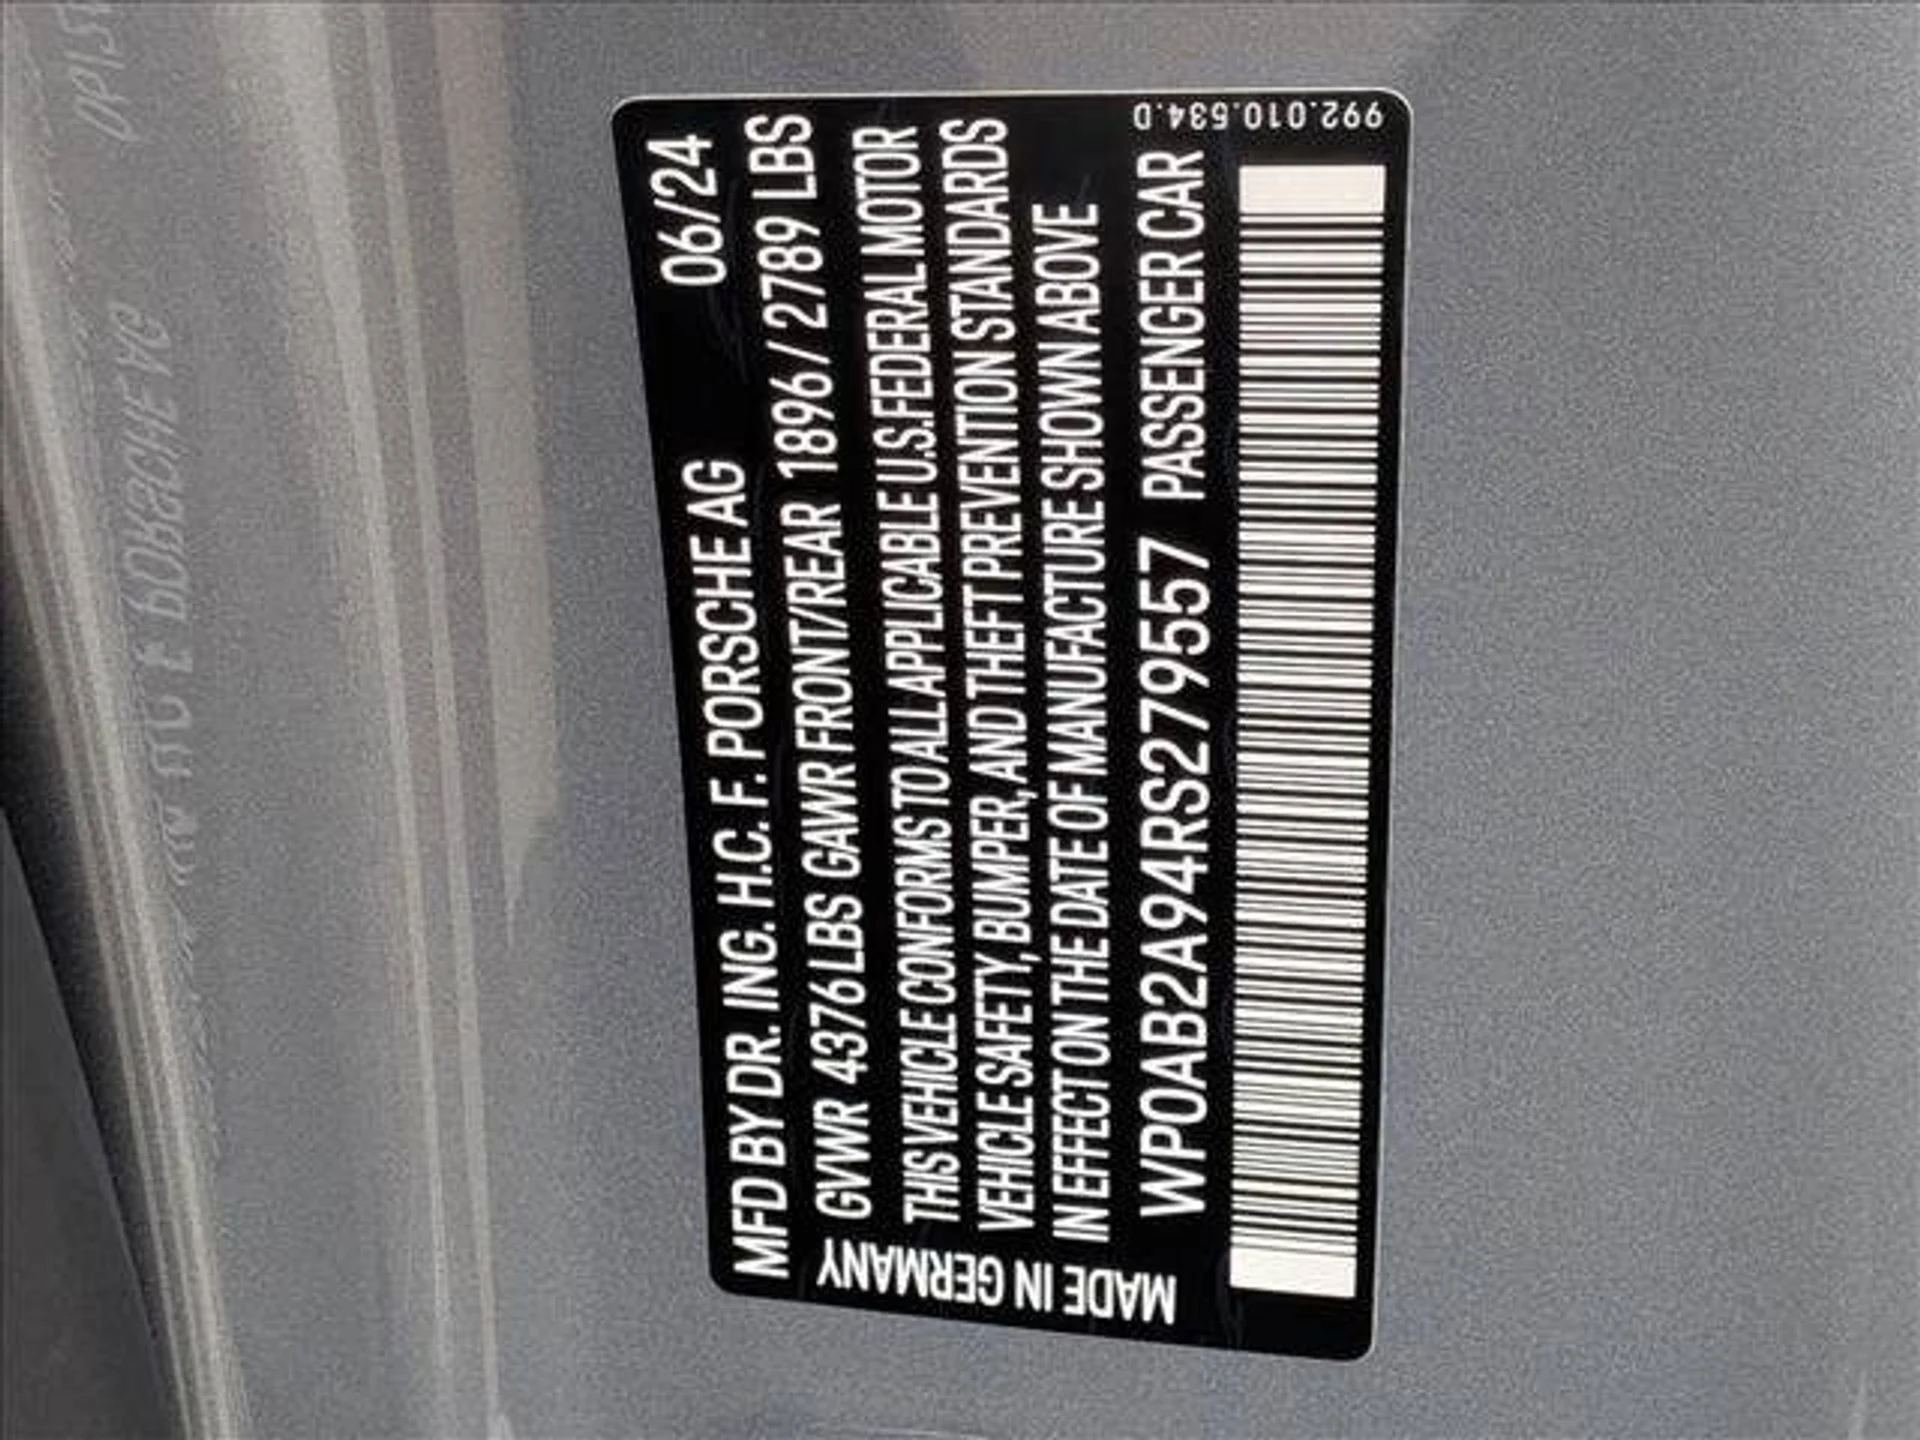 MFD BY DR. ING. H.C. F. PORSCHE AG 06/24
GVWR 4376 LBS GAWR FRONT/REAR 1896 / 2789 LBS
THIS VEHICLE CONFORMS TO ALL APPLICABLE U.S. FEDERAL MOTOR
VEHICLE SAFETY, BUMPER, AND THEFT PREVENTION STANDARDS
IN EFFECT ON THE DATE OF MANUFACTURE SHOWN ABOVE
WP0AB2A94RS279557 PASSENGER CAR
MADE IN GERMANY
992.010.534.D